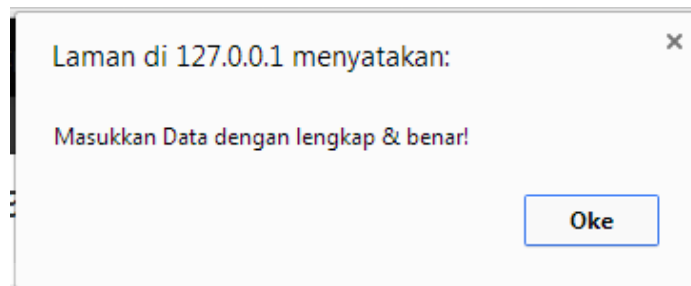 Laman di 127.0.0.1 menyatakan:
Masukkan Data dengan lengkap & benar!
Oke